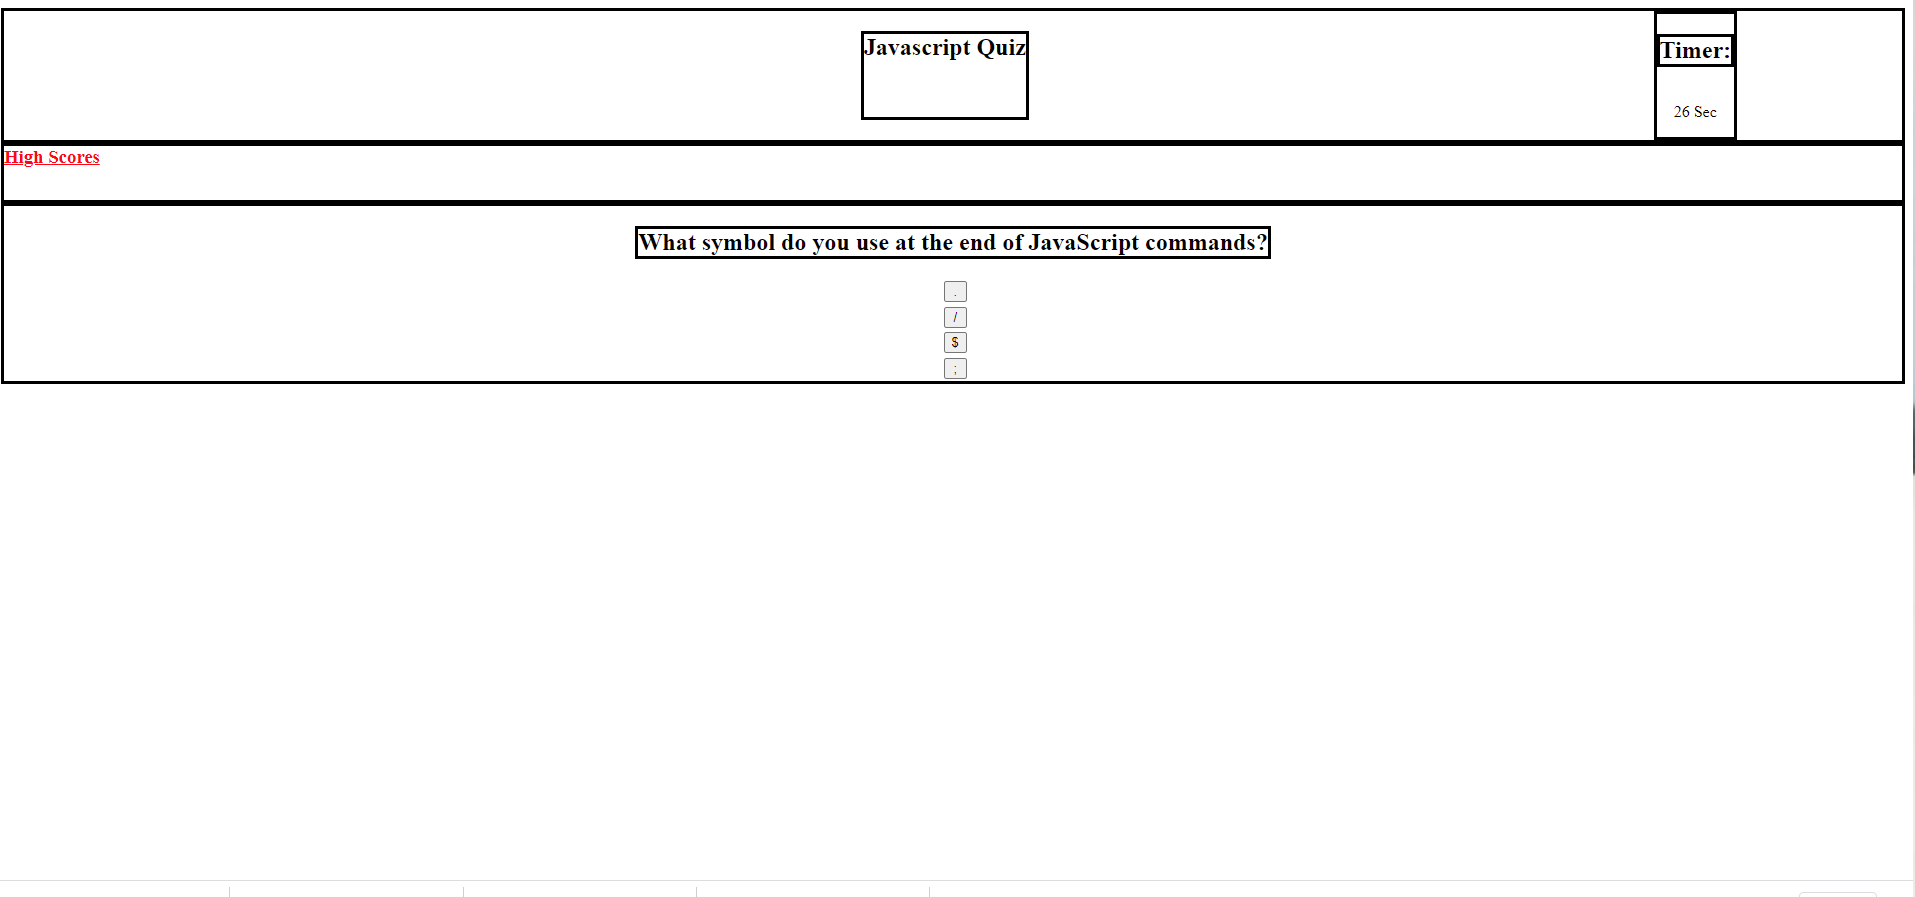 Javascript Quiz
Timer:
26 Sec
High Scores
What symbol do you use at the end of JavaScript commands?
.
/
$
;